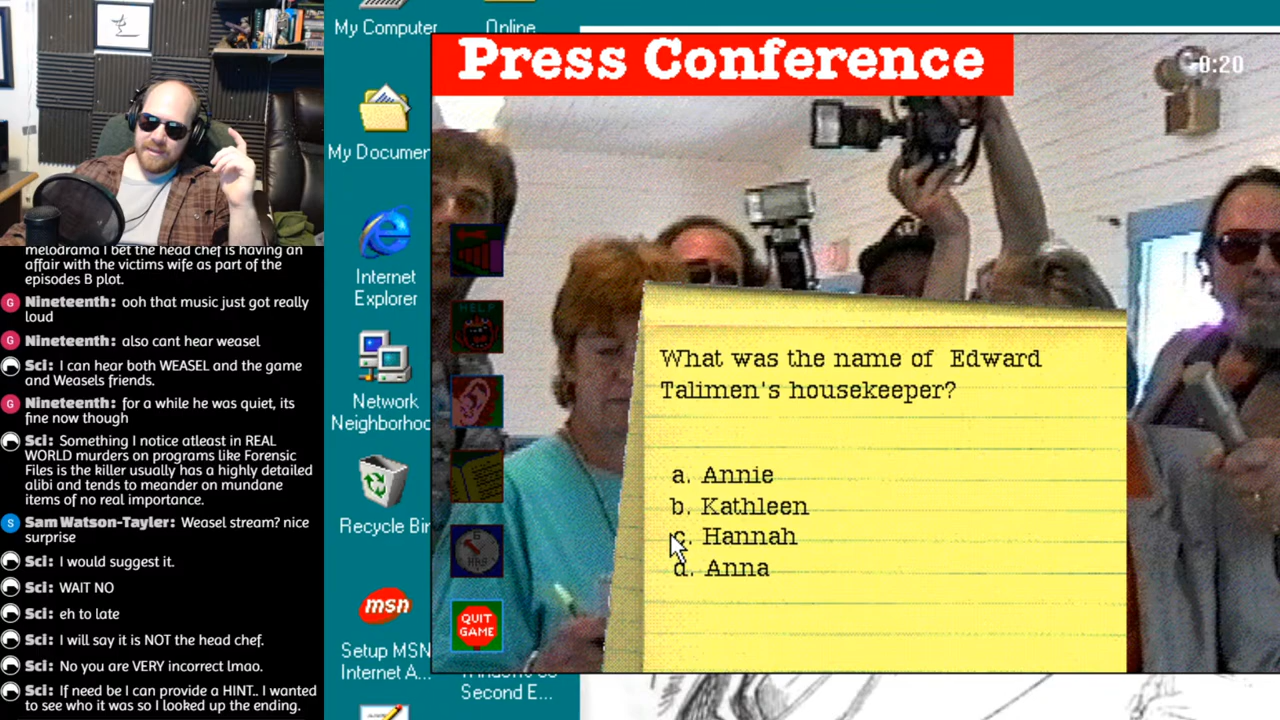 My Computer
Online
Press Conference
0:20
My Documen
Internet
Explorer
Network
Neighborhoo
Recycle Bin
msn
Setup MSN
Internet A...
Second E...
HELP
6
HRS
QUIT
GAME
What was the name of Edward
Talimen's housekeeper?
a. Annie
b. Kathleen
c. Hannah
d. Anna
melodrama I bet the head chef is having an
affair with the victims wife as part of the
episodes B plot.
G Nineteenth: ooh that music just got really
loud
G Nineteenth: also cant hear weasel
Sci: I can hear both WEASEL and the game
and Weasels friends.
G Nineteenth: for a while he was quiet, its
fine now though
Sci: Something I notice atleast in REAL
WORLD murders on programs like Forensic
Files is the killer usually has a highly detailed
alibi and tends to meander on mundane
items of no real importance.
S Sam Watson-Tayler: Weasel stream? nice
surprise
Sci: I would suggest it.
Sci: WAIT NO
Sci: eh to late
Sci: I will say it is NOT the head chef.
Sci: No you are VERY incorrect lmao.
Sci: If need be I can provide a HINT.. I wanted
to see who it was so I looked up the ending.